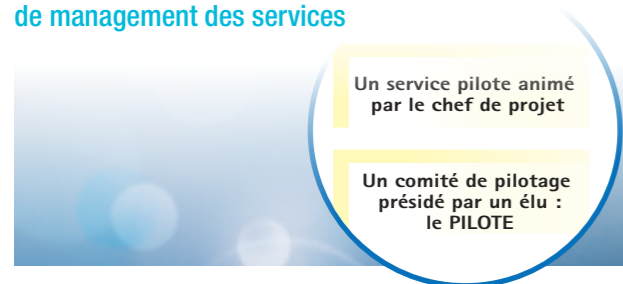 de management des services
Un service pilote animé
par le chef de projet
Un comité de pilotage
présidé par un élu :
le PILOTE